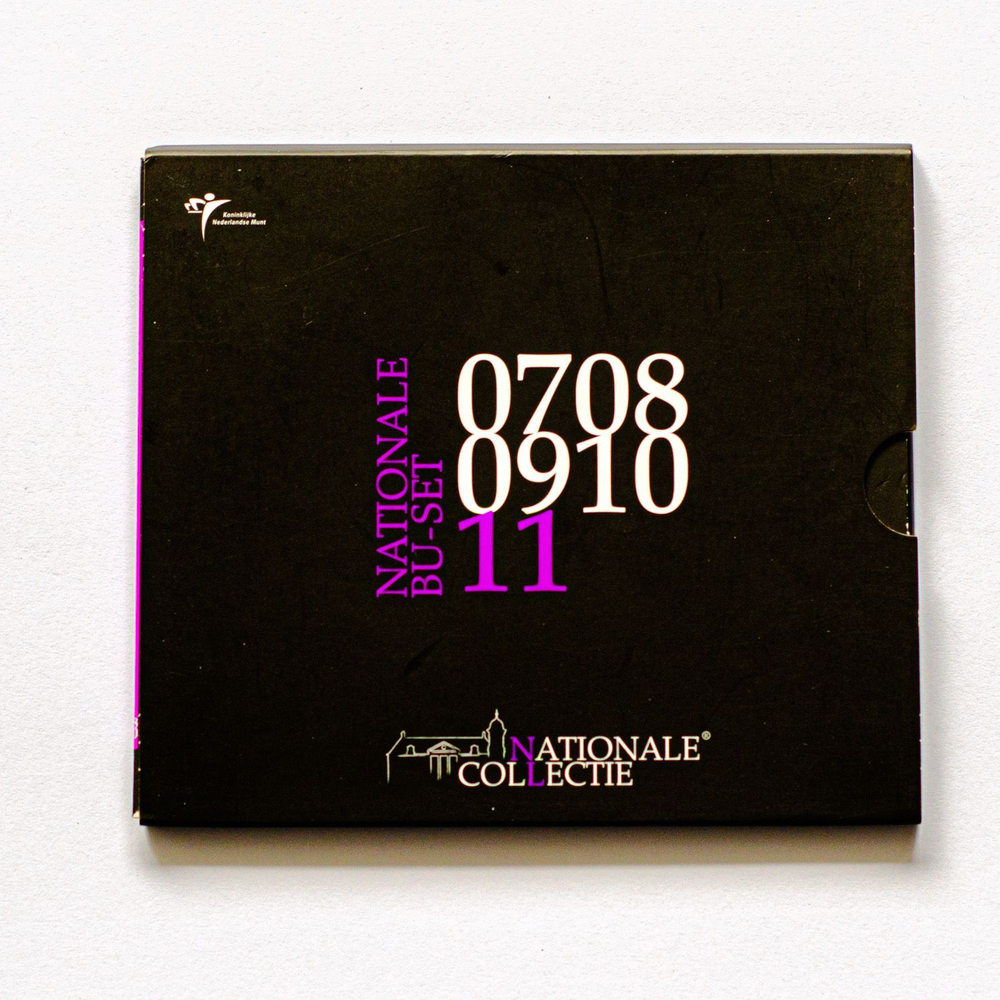 Koninklijke
Nederlandse Munt
NATIONALE
BU-SET
0708
0910
11
NATIONALE®
COLLECTIE